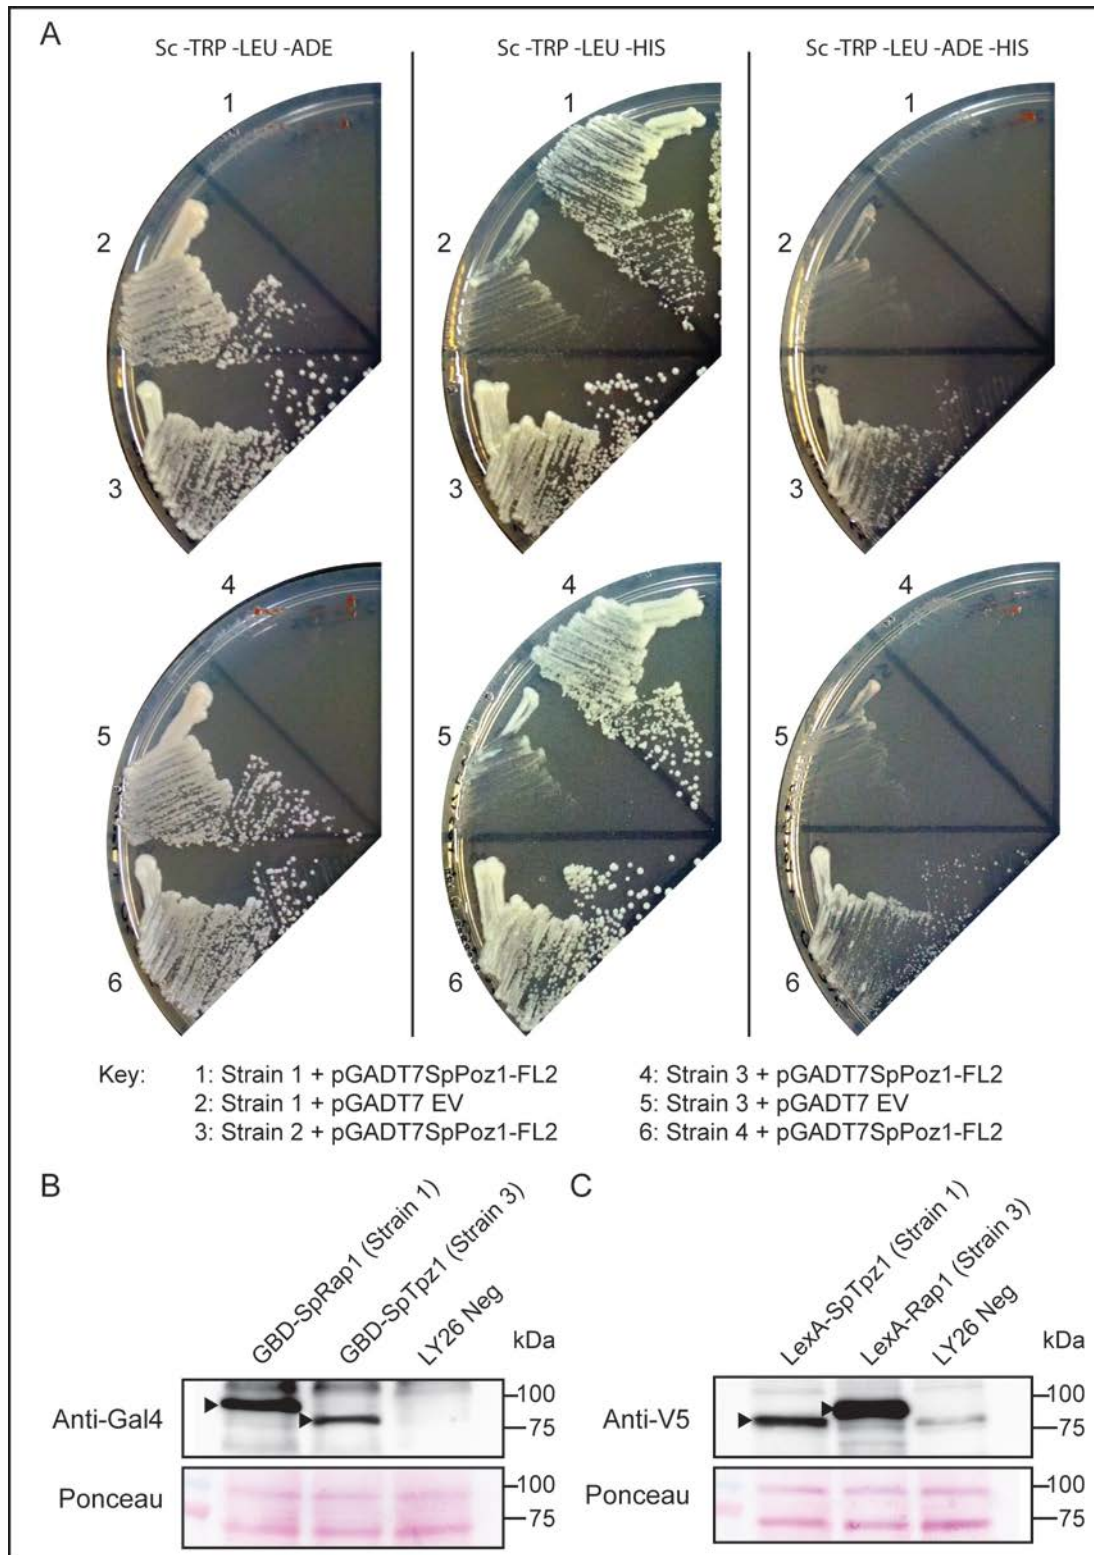 A
Sc -TRP -LEU -ADE
Sc -TRP -LEU -HIS
Sc -TRP -LEU -ADE -HIS
1
1
1
2
2
2
3
3
3
4
4
4
5
5
5
6
6
6
Key:
1: Strain 1 + pGADT7SpPoz1-FL2
2: Strain 1 + pGADT7 EV
3: Strain 2 + pGADT7SpPoz1-FL2
4: Strain 3 + pGADT7SpPoz1-FL2
5: Strain 3 + pGADT7 EV
6: Strain 4 + pGADT7SpPoz1-FL2
B
GBD-SpRap1 (Strain 1)
GBD-SpTpz1 (Strain 3)
LY26 Neg
kDa
Anti-Gal4
100
75
Ponceau
100
75
C
LexA-SpTpz1 (Strain 1)
LexA-Rap1 (Strain 3)
LY26 Neg
kDa
Anti-V5
100
75
Ponceau
100
75